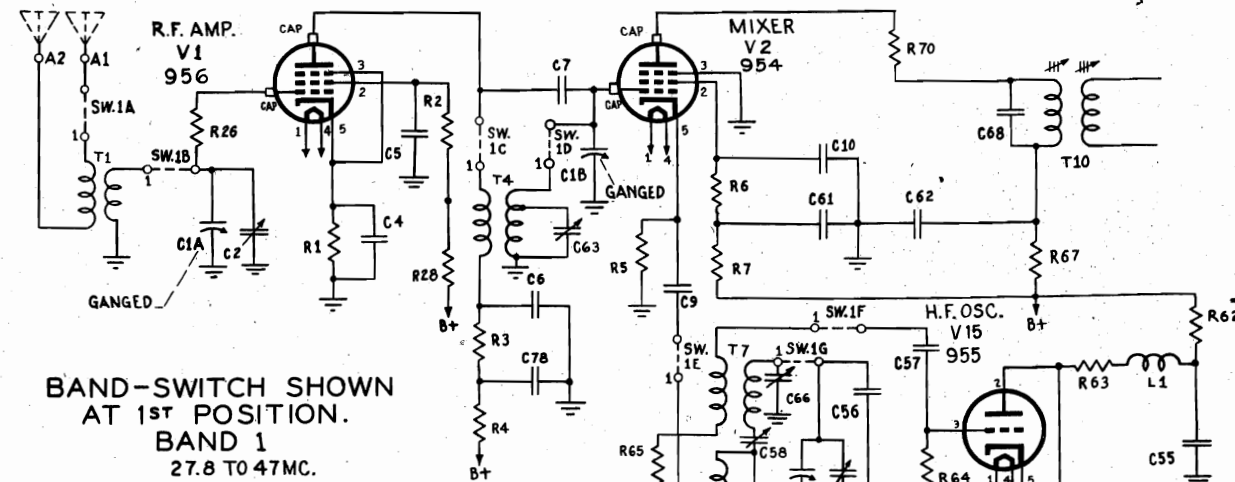 R.F. AMP.
V1
956
CAP
CAP
A2
A1
SW.1A
1
T1
SW.1B
1
R26
3
2
1
4
5
C5
R2
C1A
C2
GANGED
R1
C4
R28
B+
C7
SW.
1C
1
T4
SW.
1D
1
C1B
GANGED
C63
C6
R3
C78
R4
B+
CAP
CAP
MIXER
V2
954
3
2
5
1
4
R70
C68
T10
C10
R6
C61
C62
R5
R7
R67
C9
B+
SW.
1E
1
1
SW.1F
H.F. OSC.
V15
955
T7
1
SW.1G
C66
C56
C57
C58
R65
R64
2
3
1
4
5
R63
L1
R62
C55
BAND-SWITCH SHOWN
AT 1ST POSITION.
BAND 1
27.8 TO 47MC.